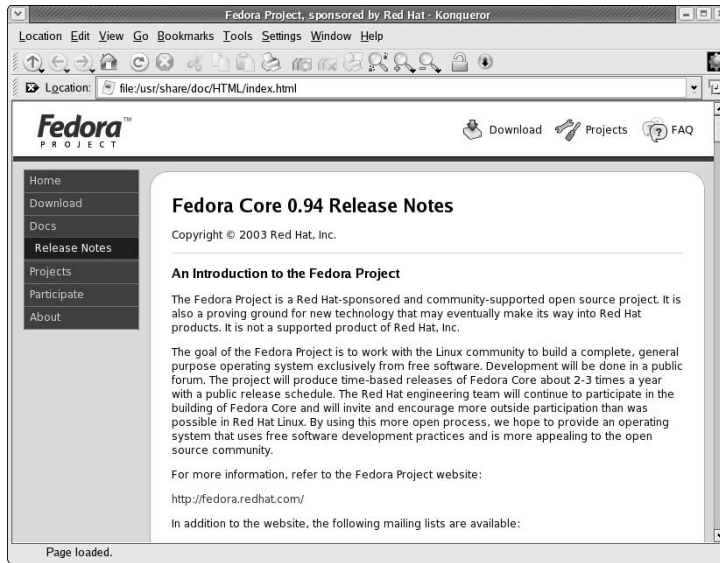 Fedora Project, sponsored by Red Hat - Konqueror
Location Edit View Go Bookmarks Tools Settings Window Help
Location: file:/usr/share/doc/HTML/index.html
Fedora™
PROJECT
Download Projects FAQ
Home
Download
Docs
Release Notes
Projects
Participate
About
Fedora Core 0.94 Release Notes
Copyright © 2003 Red Hat, Inc.
An Introduction to the Fedora Project
The Fedora Project is a Red Hat-sponsored and community-supported open source project. It is
also a proving ground for new technology that may eventually make its way into Red Hat
products. It is not a supported product of Red Hat, Inc.
The goal of the Fedora Project is to work with the Linux community to build a complete, general
purpose operating system exclusively from free software. Development will be done in a public
forum. The project will produce time-based releases of Fedora Core about 2-3 times a year
with a public release schedule. The Red Hat engineering team will continue to participate in the
building of Fedora Core and will invite and encourage more outside participation than was
possible in Red Hat Linux. By using this more open process, we hope to provide an operating
system that uses free software development practices and is more appealing to the open
source community.
For more information, refer to the Fedora Project website:
http://fedora.redhat.com/
In addition to the website, the following mailing lists are available:
Page loaded.